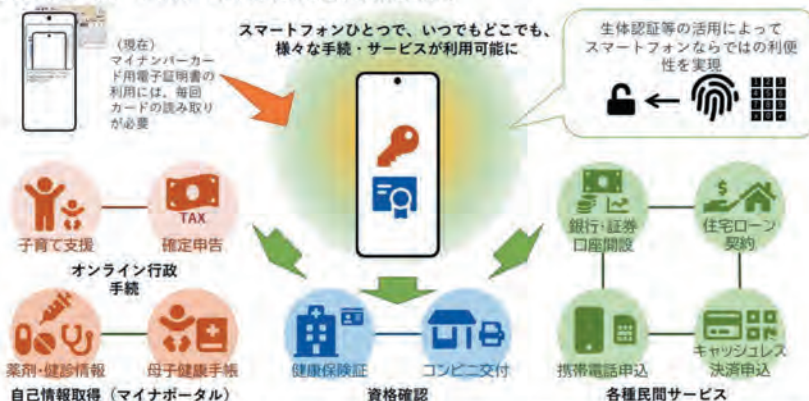 (現在)
マイナンバーカー
ド用電子証明書の
利用には、毎回
カードの読み取り
が必要
スマートフォンひとつで、いつでもどこでも、
様々な手続・サービスが利用可能に
生体認証等の活用によって
スマートフォンならではの利便
性を実現
子育て支援
TAX
確定申告
オンライン行政
手続
薬剤・健診情報
母子健康手帳
自己情報取得(マイナポータル)
健康保険証
コンビニ交付
資格確認
銀行・証券
口座開設
住宅ローン
契約
携帯電話申込
キャッシュレス
決済申込
各種民間サービス